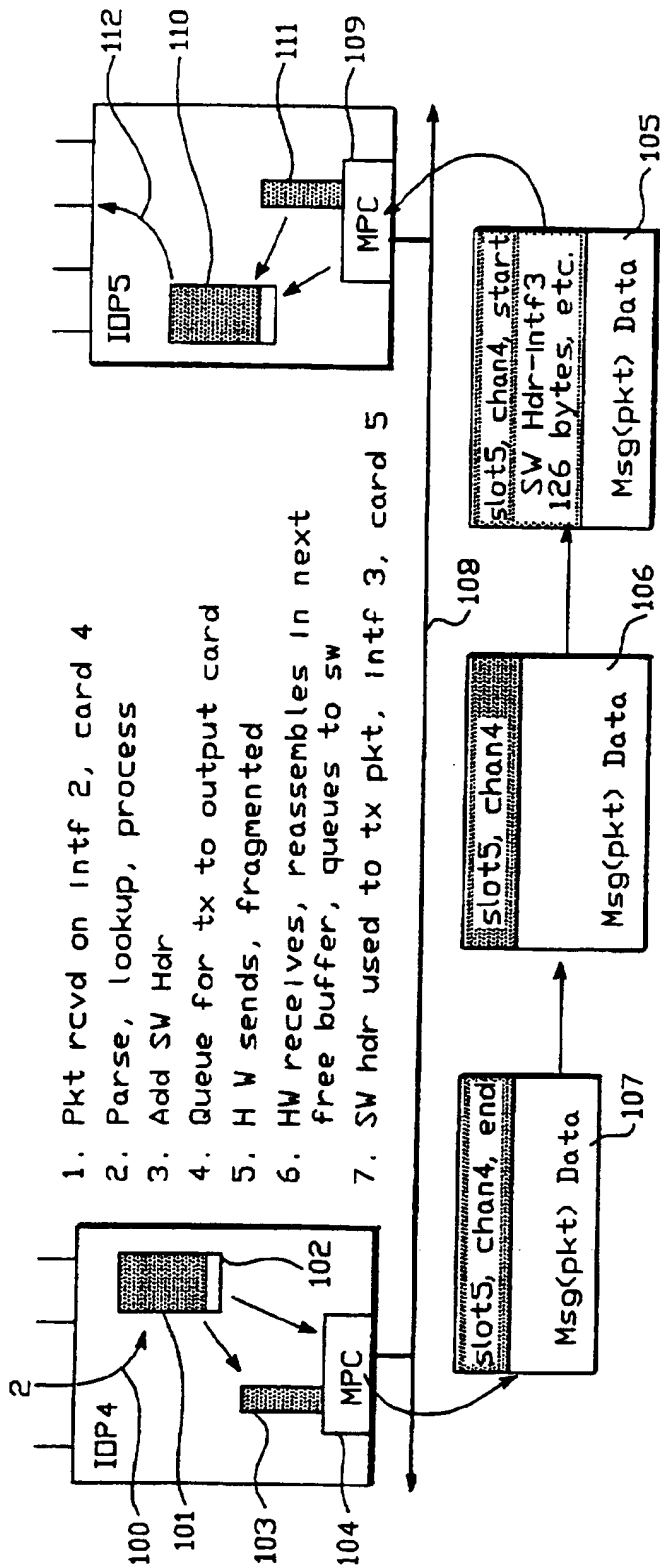 2
IOP4
100
101
102
103
MPC
104
1. Pkt rcvd on Intf 2, card 4
2. Parse, lookup, process
3. Add SW Hdr
4. Queue for tx to output card
5. H W sends, fragmented
6. HW receives, reassembles in next
free buffer, queues to sw
7. SW hdr used to tx pkt, intf 3, card 5
IOP5
112
110
111
MPC
109
108
slot5, chan4, end
Msg(pkt) Data
107
slot5, chan4
Msg(pkt) Data
106
slot5, chan4, start
SW Hdr-Intf3
126 bytes, etc.
Msg(pkt) Data
105